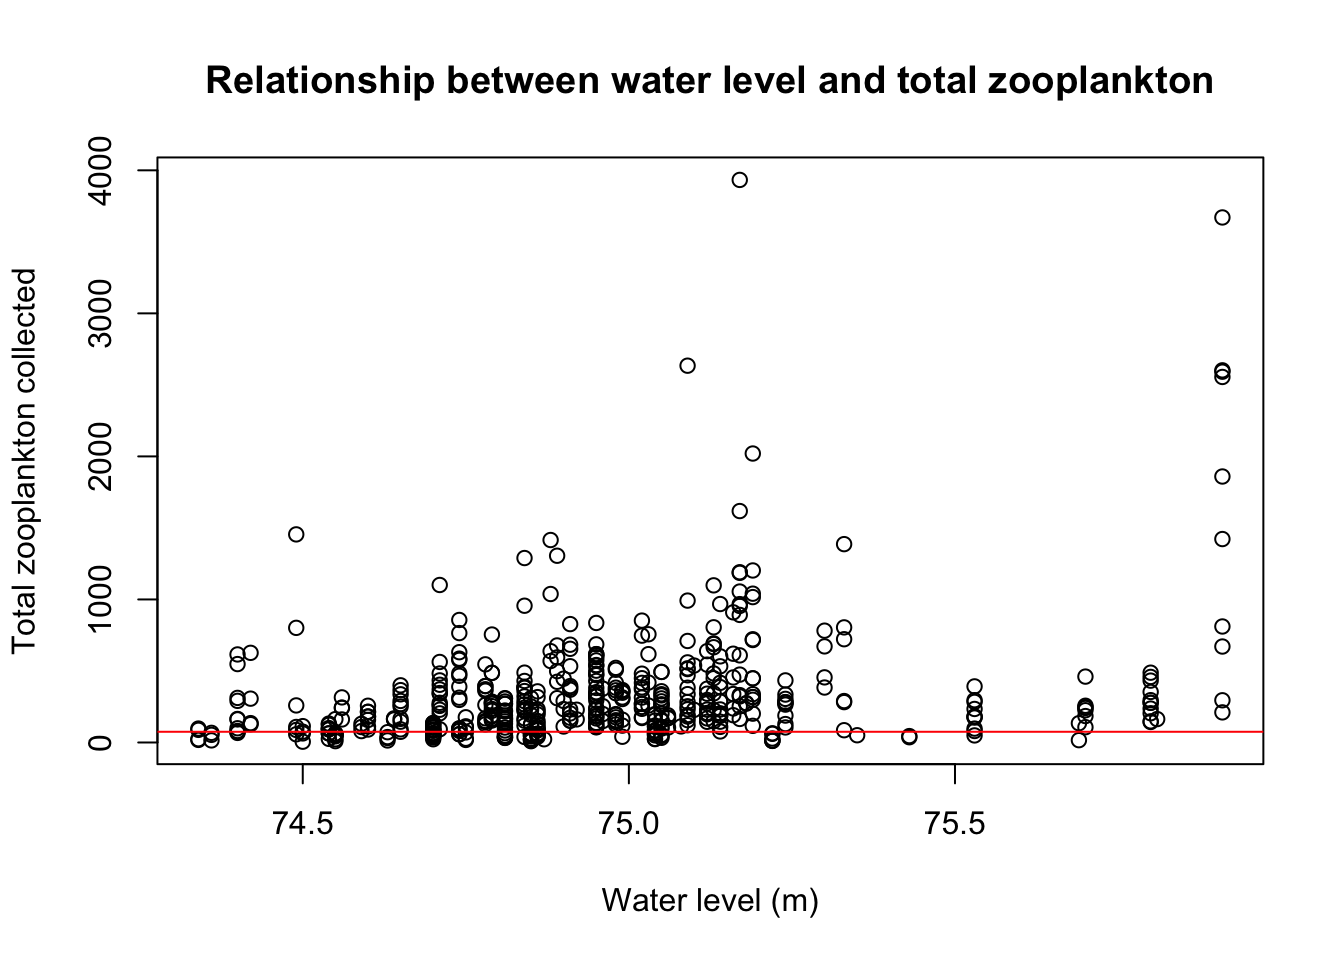 Relationship between water level and total zooplankton
Total zooplankton collected
4000
3000
2000
1000
0
74.5 75.0 75.5
Water level (m)